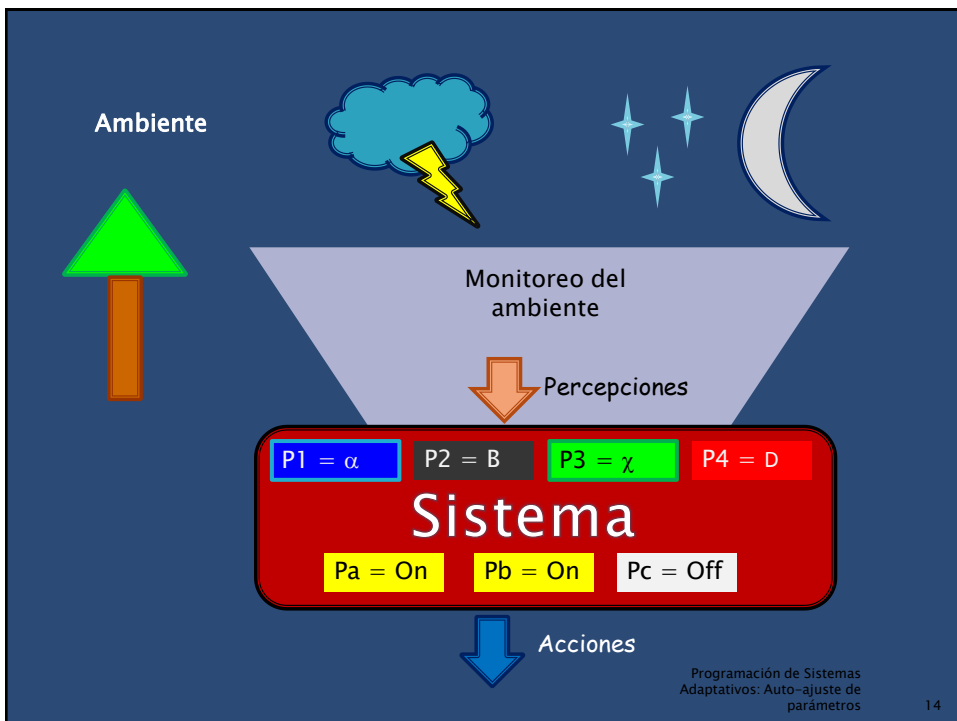 Ambiente
Monitoreo del
ambiente
Percepciones
P1 = α
P2 = B
P3 = χ
P4 = D
Sistema
Pa = On
Pb = On
Pc = Off
Acciones
Programación de Sistemas
Adaptativos: Auto-ajuste de
parámetros
14